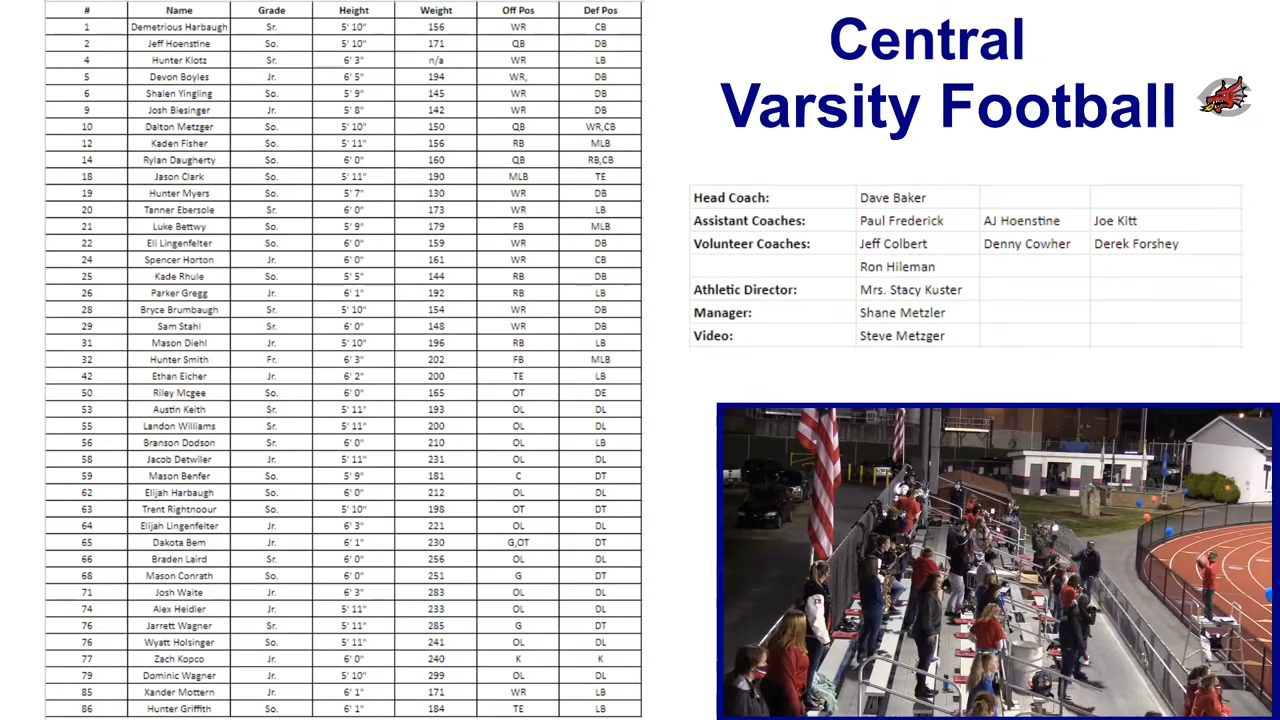 # Name Grade Height Weight Off Pos Def Pos
1 Demetrious Harbaugh Sr. 5' 10" 156 WR CB
2 Jeff Hoenstine So. 5' 10" 171 QB DB
4 Hunter Klotz Sr. 6' 3" n/a WR LB
5 Devon Boyles Jr. 6' 5" 194 WR, DB
6 Shalen Yingling So. 5' 9" 145 WR DB
9 Josh Biesinger Jr. 5' 8" 142 WR DB
10 Dalton Metzger So. 5' 10" 150 QB WR,CB
12 Kaden Fisher So. 5' 11" 156 WR MLB
14 Rylan Daugherty So. 6' 0" 160 QB RB,CB
18 Jason Clark So. 5' 11" 190 MLB TE
19 Hunter Myers So. 5' 7" 130 WR DB
20 Tanner Ebersole Sr. 6' 0" 173 WR LB
21 Luke Bettwy So. 5' 9" 179 FB MLB
22 Eli Lingenfelter So. 6' 0" 159 WR DB
24 Spencer Horton Jr. 6' 0" 161 WR CB
25 Kade Rhule So. 5' 5" 144 RB DB
26 Parker Gregg Jr. 6' 1" 192 RB LB
28 Bryce Brumbaugh Sr. 5' 10" 154 WR DB
29 Sam Stahl Sr. 6' 0" 148 WR DB
31 Mason Diehl Jr. 5' 10" 196 RB LB
32 Hunter Smith Fr. 6' 3" 202 FB MLB
42 Ethan Eicher Jr. 6' 2" 200 TE LB
50 Riley Mcgee So. 6' 0" 165 OT DE
53 Austin Keith Sr. 5' 11" 193 OL DL
55 Landon Williams Sr. 5' 11" 200 OL DL
56 Branson Dodson Sr. 6' 0" 210 OL LB
58 Jacob Detwiler Jr. 5' 11" 231 OL DL
59 Mason Benfer So. 5' 9" 181 C DT
62 Elijah Harbaugh So. 6' 0" 212 OL DL
63 Trent Rightnoour So. 5' 10" 198 OT DT
64 Elijah Lingenfelter Jr. 6' 3" 221 OL DL
65 Dakota Bem Jr. 6' 1" 230 G,OT DT
66 Braden Laird Sr. 6' 0" 256 OL DL
68 Mason Conrath So. 6' 0" 251 G DT
71 Josh Waite Jr. 6' 3" 283 OL DL
74 Alex Heidler Jr. 5' 11" 233 OL DL
76 Jarrett Wagner Sr. 5' 11" 285 G DT
76 Wyatt Holsinger So. 5' 11" 241 OL DL
77 Zach Kopco Jr. 6' 0" 240 K K
79 Dominic Wagner Jr. 5' 10" 299 OL DL
85 Xander Mottern Jr. 6' 1" 171 WR LB
86 Hunter Griffith So. 6' 1" 184 TE LB
Central
Varsity Football
Head Coach: Dave Baker
Assistant Coaches: Paul Frederick AJ Hoenstine Joe Kitt
Volunteer Coaches: Jeff Colbert Denny Cowher Derek Forshey
Ron Hileman
Athletic Director: Mrs. Stacy Kuster
Manager: Shane Metzler
Video: Steve Metzger